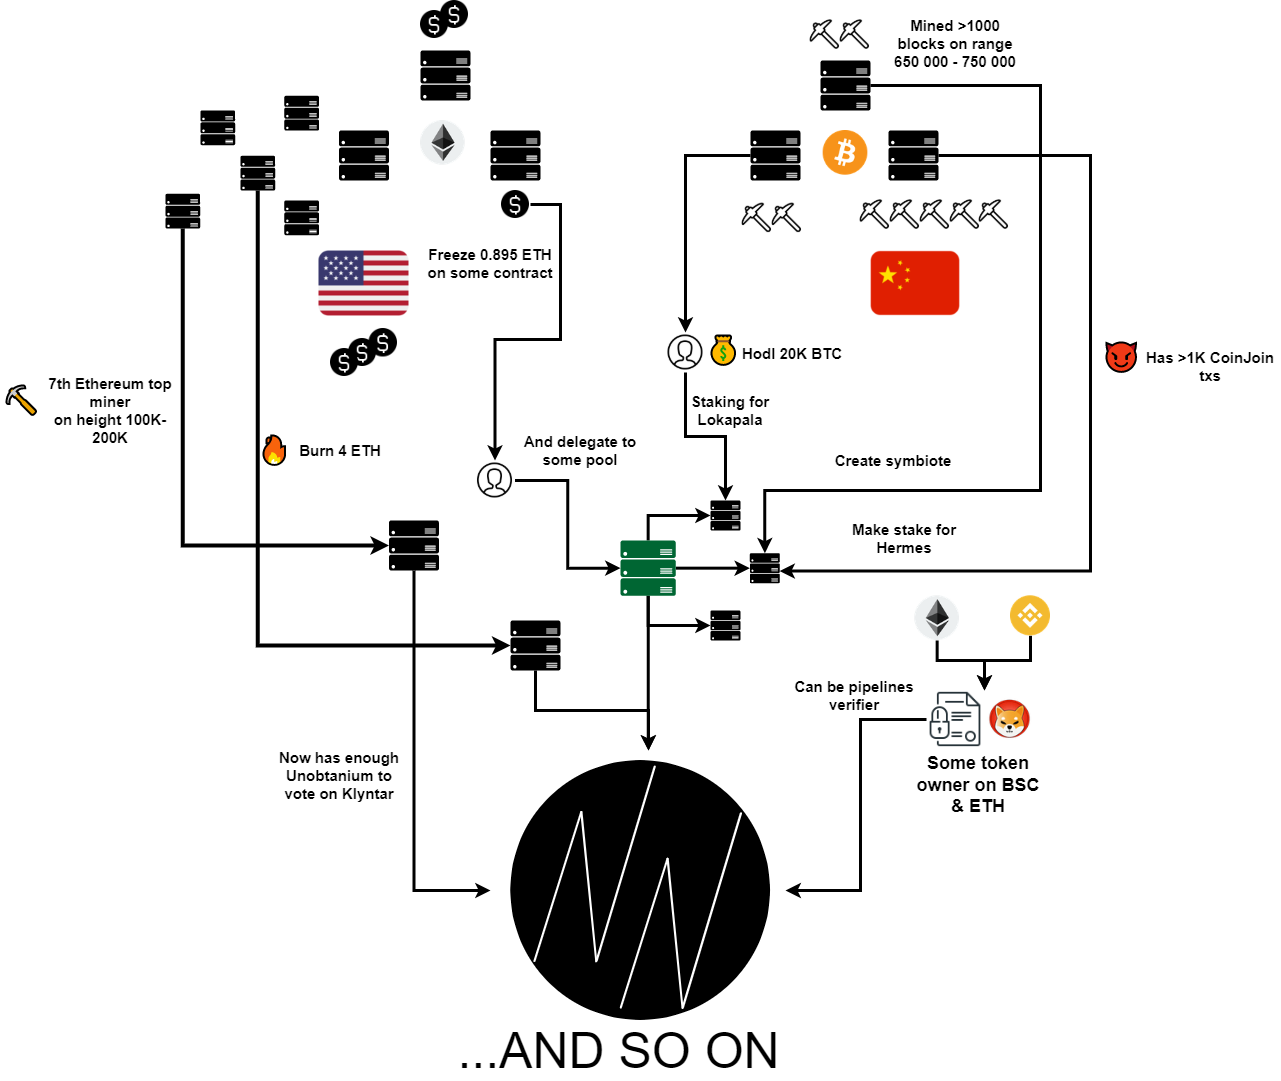 Mined >1000
blocks on range
650 000 - 750 000
Freeze 0.895 ETH
on some contract
Hodl 20K BTC
Has >1K CoinJoin
txs
7th Ethereum top
miner
on height 100K-
200K
Burn 4 ETH
Staking for
Lokapala
And delegate to
some pool
Create symbiote
Make stake for
Hermes
Can be pipelines
verifier
Now has enough
Unobtanium to
vote on Klyntar
Some token
owner on BSC
& ETH
...AND SO ON